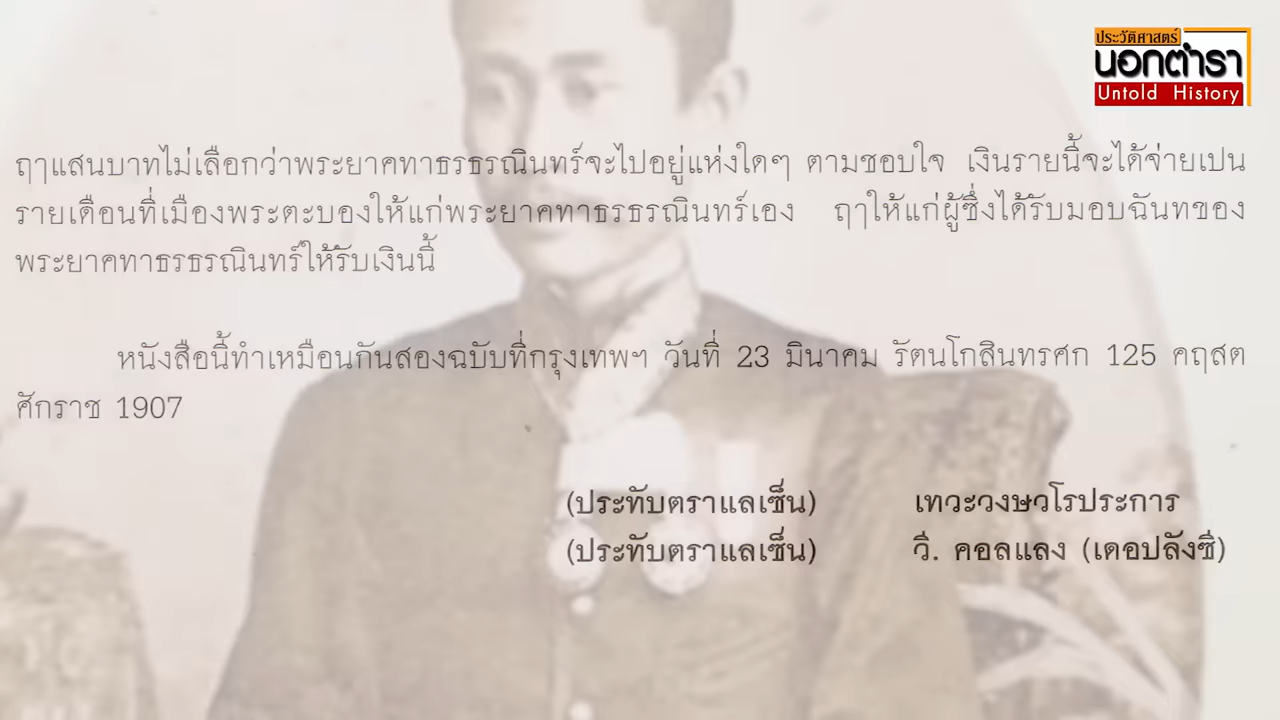 ประวัติศาสตร์
นอกตำรา
Untold History
ฤๅแสนบาทไม่เลือกว่าพระยาคทาธรธรณินทร์จะไปอยู่แห่งใดๆ ตามชอบใจ เงินรายนี้จะได้จ่ายเปน
รายเดือนที่เมืองพระตะบองให้แก่พระยาคทาธรธรณินทร์เอง ฤๅให้แก่ผู้ซึ่งได้รับมอบฉันทของ
พระยาคทาธรธรณินทร์ให้รับเงินนี้
หนังสือนี้ทำเหมือนกันสองฉบับที่กรุงเทพฯ วันที่ 23 มินาคม รัตนโกสินทรศก 125 คฤสต
ศักราช 1907
(ประทับตราแลเซ็น) เทวะวงษวโรประการ
(ประทับตราแลเซ็น) วี. คอลแลง (เดอปลังซี)